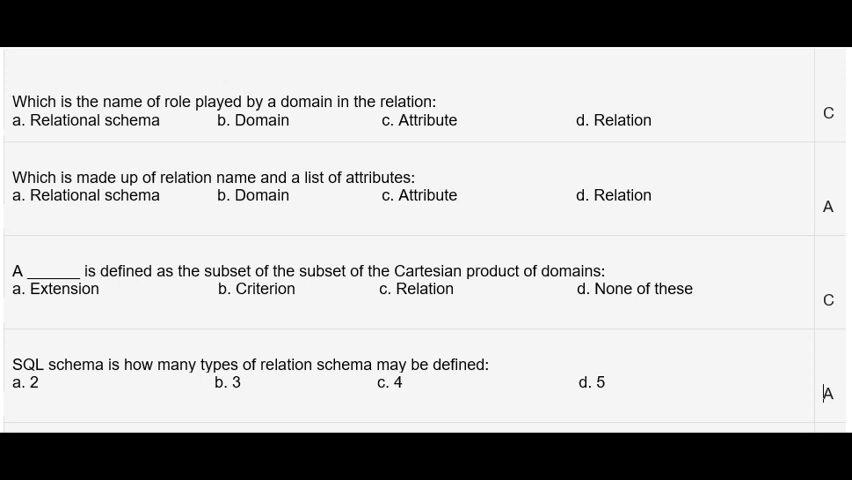 Which is the name of role played by a domain in the relation:
a. Relational schema b. Domain c. Attribute d. Relation
C
Which is made up of relation name and a list of attributes:
a. Relational schema b. Domain c. Attribute d. Relation
A
A ______ is defined as the subset of the subset of the Cartesian product of domains:
a. Extension b. Criterion c. Relation d. None of these
C
SQL schema is how many types of relation schema may be defined:
a. 2 b. 3 c. 4 d. 5
A